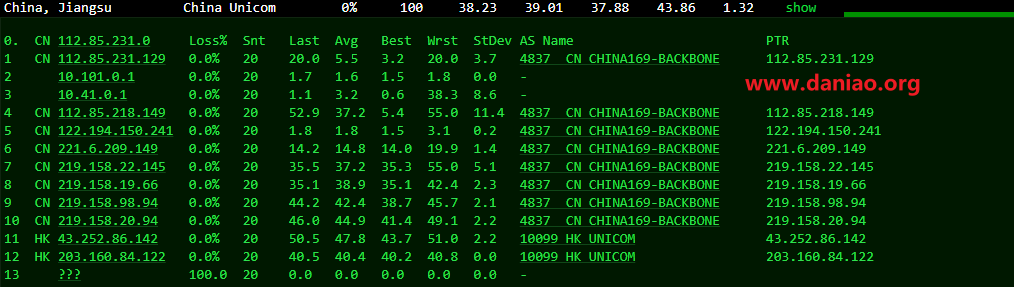 China, Jiangsu China Unicom 0% 100 38.23 39.01 37.88 43.86 1.32 show
0. CN 112.85.231.0 Loss% Snt Last Avg Best Wrst StDev AS Name PTR
1 CN 112.85.231.129 0.0% 20 20.0 5.5 3.2 20.0 3.7 4837 CN CHINA169-BACKBONE 112.85.231.129
2 10.101.0.1 0.0% 20 1.7 1.6 1.5 1.8 0.0 -
www.daniao.org
3 10.41.0.1 0.0% 20 1.1 3.2 0.6 38.3 8.6 -
4 CN 112.85.218.149 0.0% 20 52.9 37.2 5.4 55.0 11.4 4837 CN CHINA169-BACKBONE 112.85.218.149
5 CN 122.194.150.241 0.0% 20 1.8 1.8 1.5 3.1 0.2 4837 CN CHINA169-BACKBONE 122.194.150.241
6 CN 221.6.209.149 0.0% 20 14.2 14.8 14.0 19.9 1.4 4837 CN CHINA169-BACKBONE 221.6.209.149
7 CN 219.158.22.145 0.0% 20 35.5 37.2 35.3 55.0 5.1 4837 CN CHINA169-BACKBONE 219.158.22.145
8 CN 219.158.19.66 0.0% 20 35.1 38.9 35.1 42.4 2.3 4837 CN CHINA169-BACKBONE 219.158.19.66
9 CN 219.158.98.94 0.0% 20 44.2 42.4 38.7 45.7 2.1 4837 CN CHINA169-BACKBONE 219.158.98.94
10 CN 219.158.20.94 0.0% 20 46.0 44.9 41.4 49.1 2.2 4837 CN CHINA169-BACKBONE 219.158.20.94
11 HK 43.252.86.142 0.0% 20 50.5 47.8 43.7 51.0 2.2 10099 HK UNICOM 43.252.86.142
12 HK 203.160.84.122 0.0% 20 40.5 40.4 40.2 40.8 0.0 10099 HK UNICOM 203.160.84.122
13 ??? 100.0 20 0.0 0.0 0.0 0.0 0.0 -